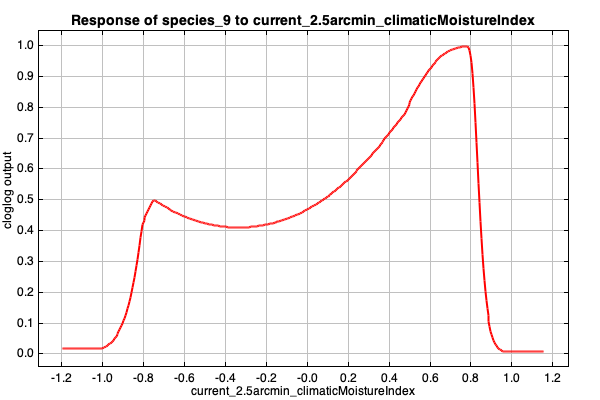 Response of species_9 to current_2.5arcmin_climaticMoistureIndex
cloglog output
1.0
0.9
0.8
0.7
0.6
0.5
0.4
0.3
0.2
0.1
0.0
-1.2 -1.0 -0.8 -0.6 -0.4 -0.2 -0.0 0.2 0.4 0.6 0.8 1.0 1.2
current_2.5arcmin_climaticMoistureIndex